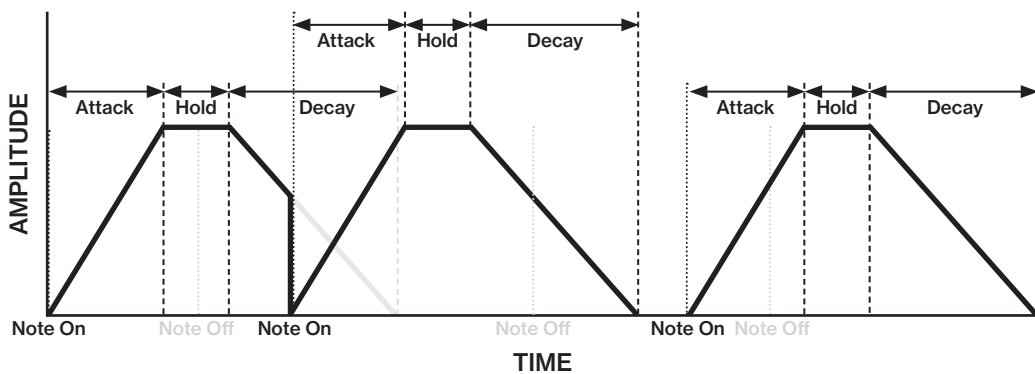 Attack Hold Decay
Attack Hold Decay
Attack Hold Decay
AMPLITUDE
Note On Note Off Note On Note Off Note On Note Off
TIME